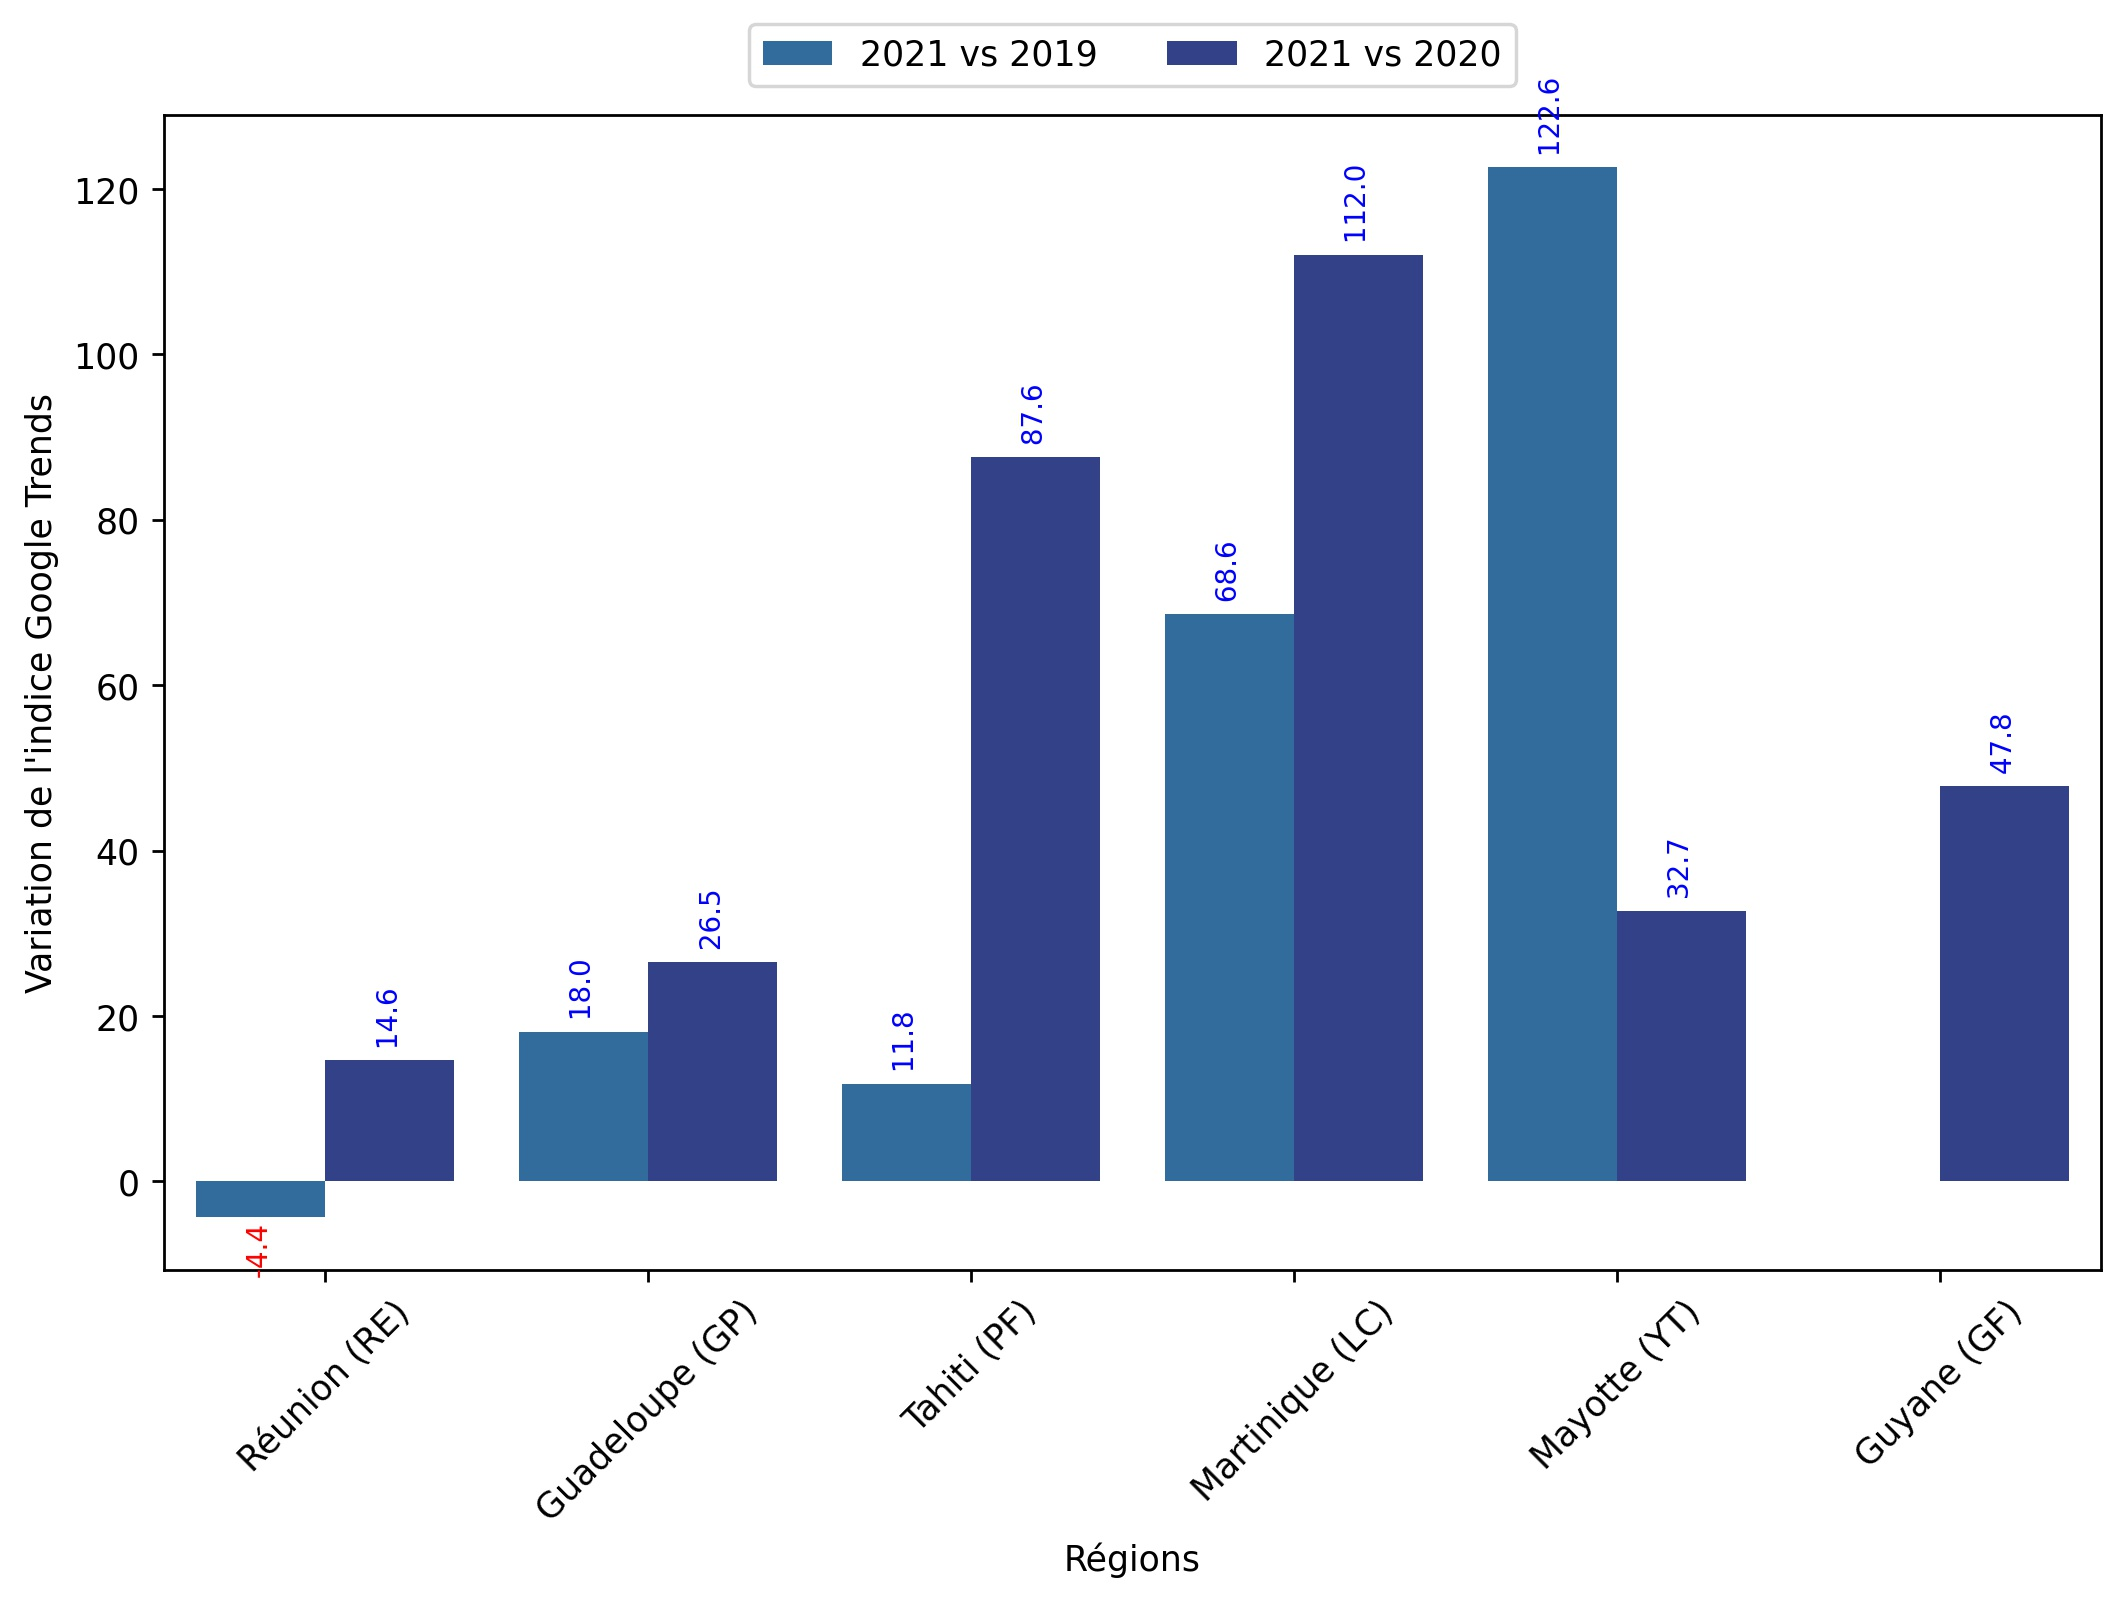 2021 vs 2019
2021 vs 2020
Variation de l'indice Google Trends
120
100
80
60
40
20
0
-4.4
14.6
18.0
26.5
11.8
87.6
68.6
112.0
122.6
32.7
47.8
Réunion (RE)
Guadeloupe (GP)
Tahiti (PF)
Martinique (LC)
Mayotte (YT)
Guyane (GF)
Régions